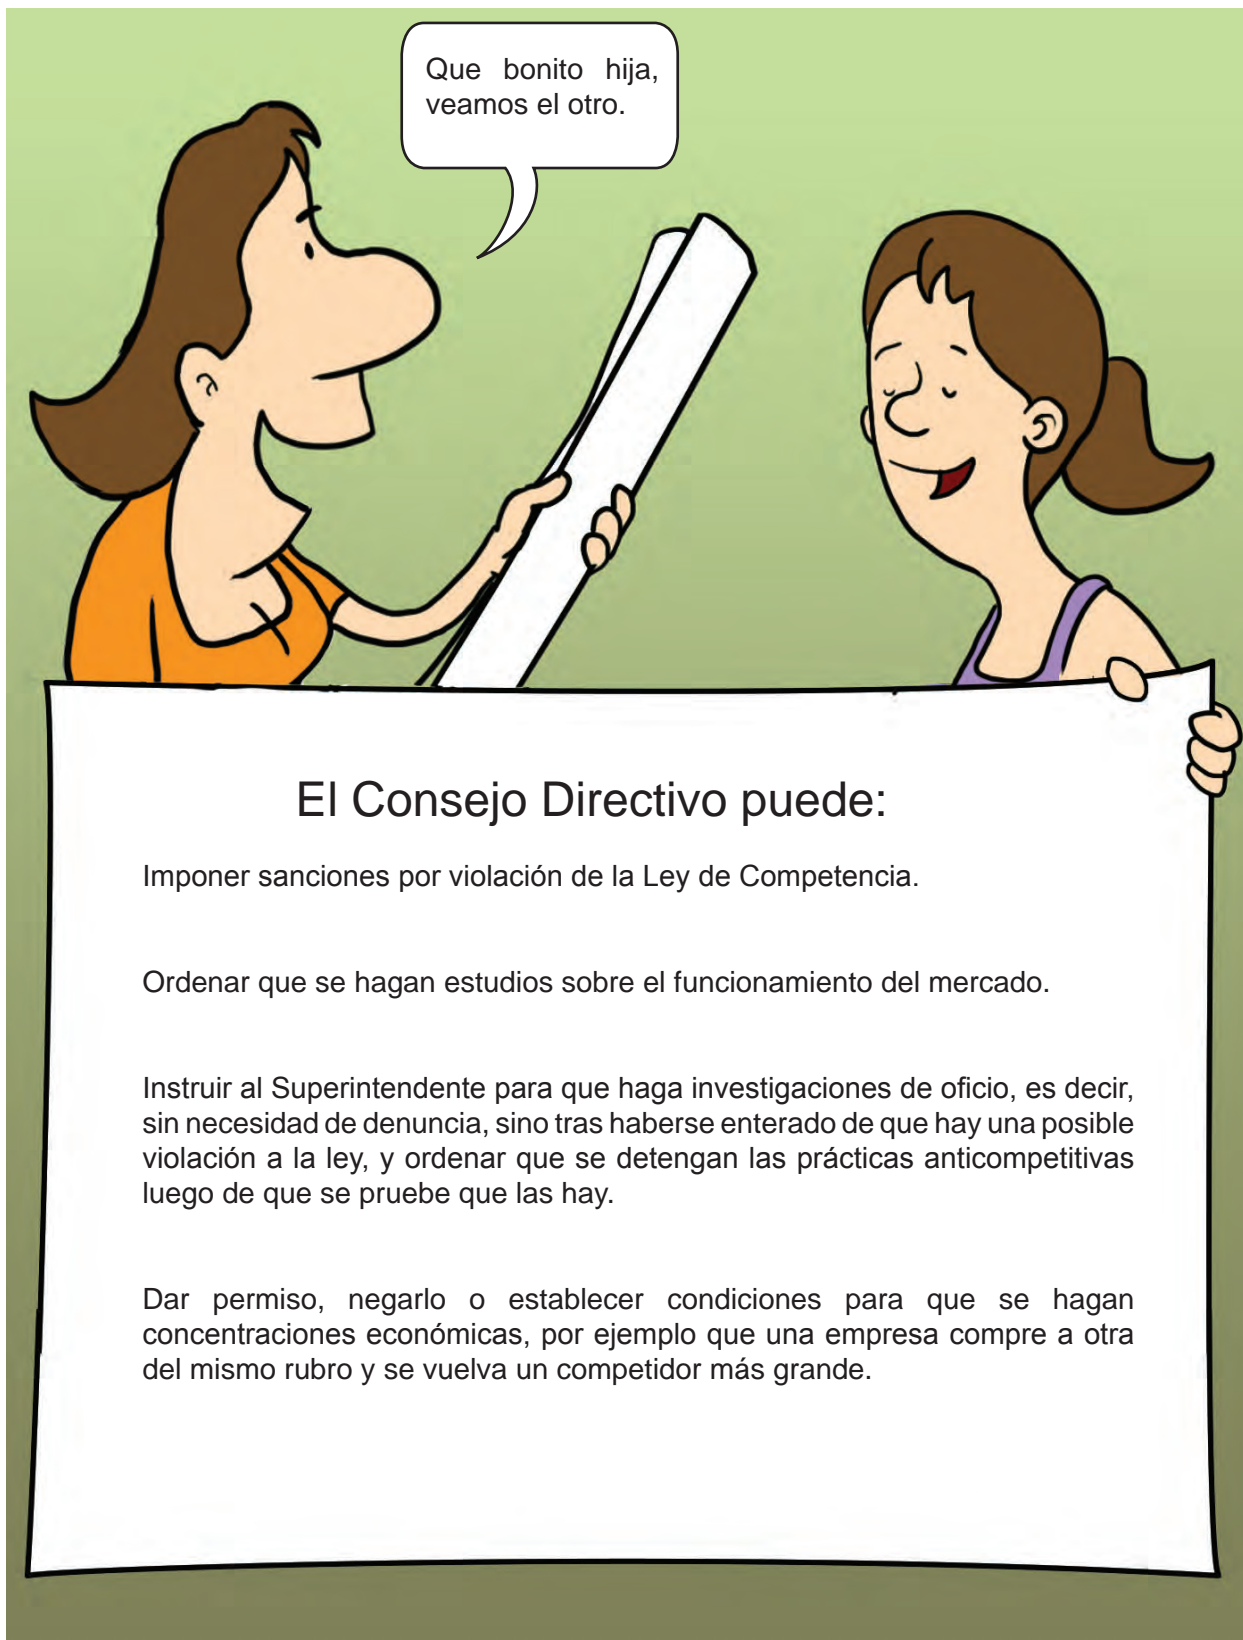 Que bonito hija,
veamos el otro.
El Consejo Directivo puede:
Imponer sanciones por violación de la Ley de Competencia.
Ordenar que se hagan estudios sobre el funcionamiento del mercado.
Instruir al Superintendente para que haga investigaciones de oficio, es decir,
sin necesidad de denuncia, sino tras haberse enterado de que hay una posible
violación a la ley, y ordenar que se detengan las prácticas anticompetitivas
luego de que se pruebe que las hay.
Dar permiso, negarlo o establecer condiciones para que se hagan
concentraciones económicas, por ejemplo que una empresa compre a otra
del mismo rubro y se vuelva un competidor más grande.